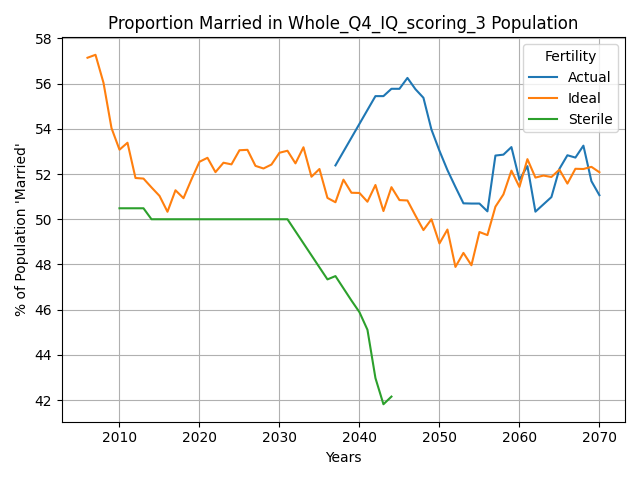 Proportion Married in Whole_Q4_IQ_scoring_3 Population
% of Population 'Married'
58
56
54
52
50
48
46
44
42
Fertility
Actual
Ideal
Sterile
2010
2020
2030
2040
2050
2060
2070
Years